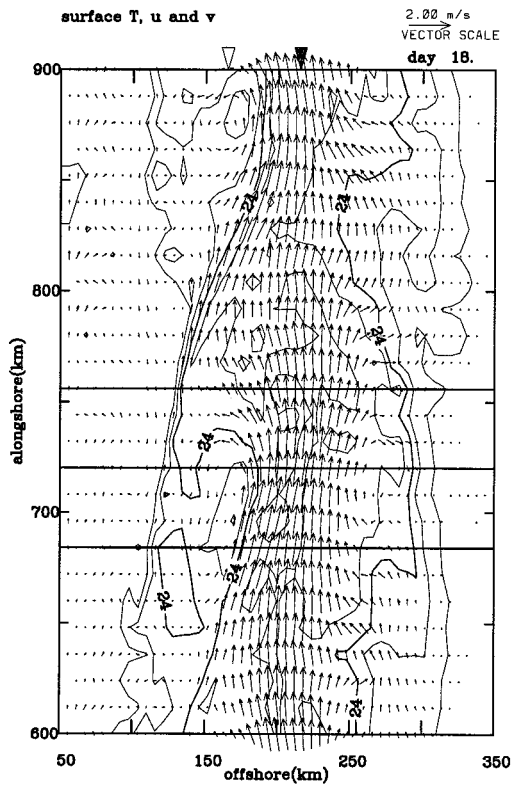 surface T, u and v
2.00 m/s
VECTOR SCALE
day 18.
900
24
24
800
24
alongshore(km)
24
700
24
24
24
600
50
150
250
350
offshore(km)